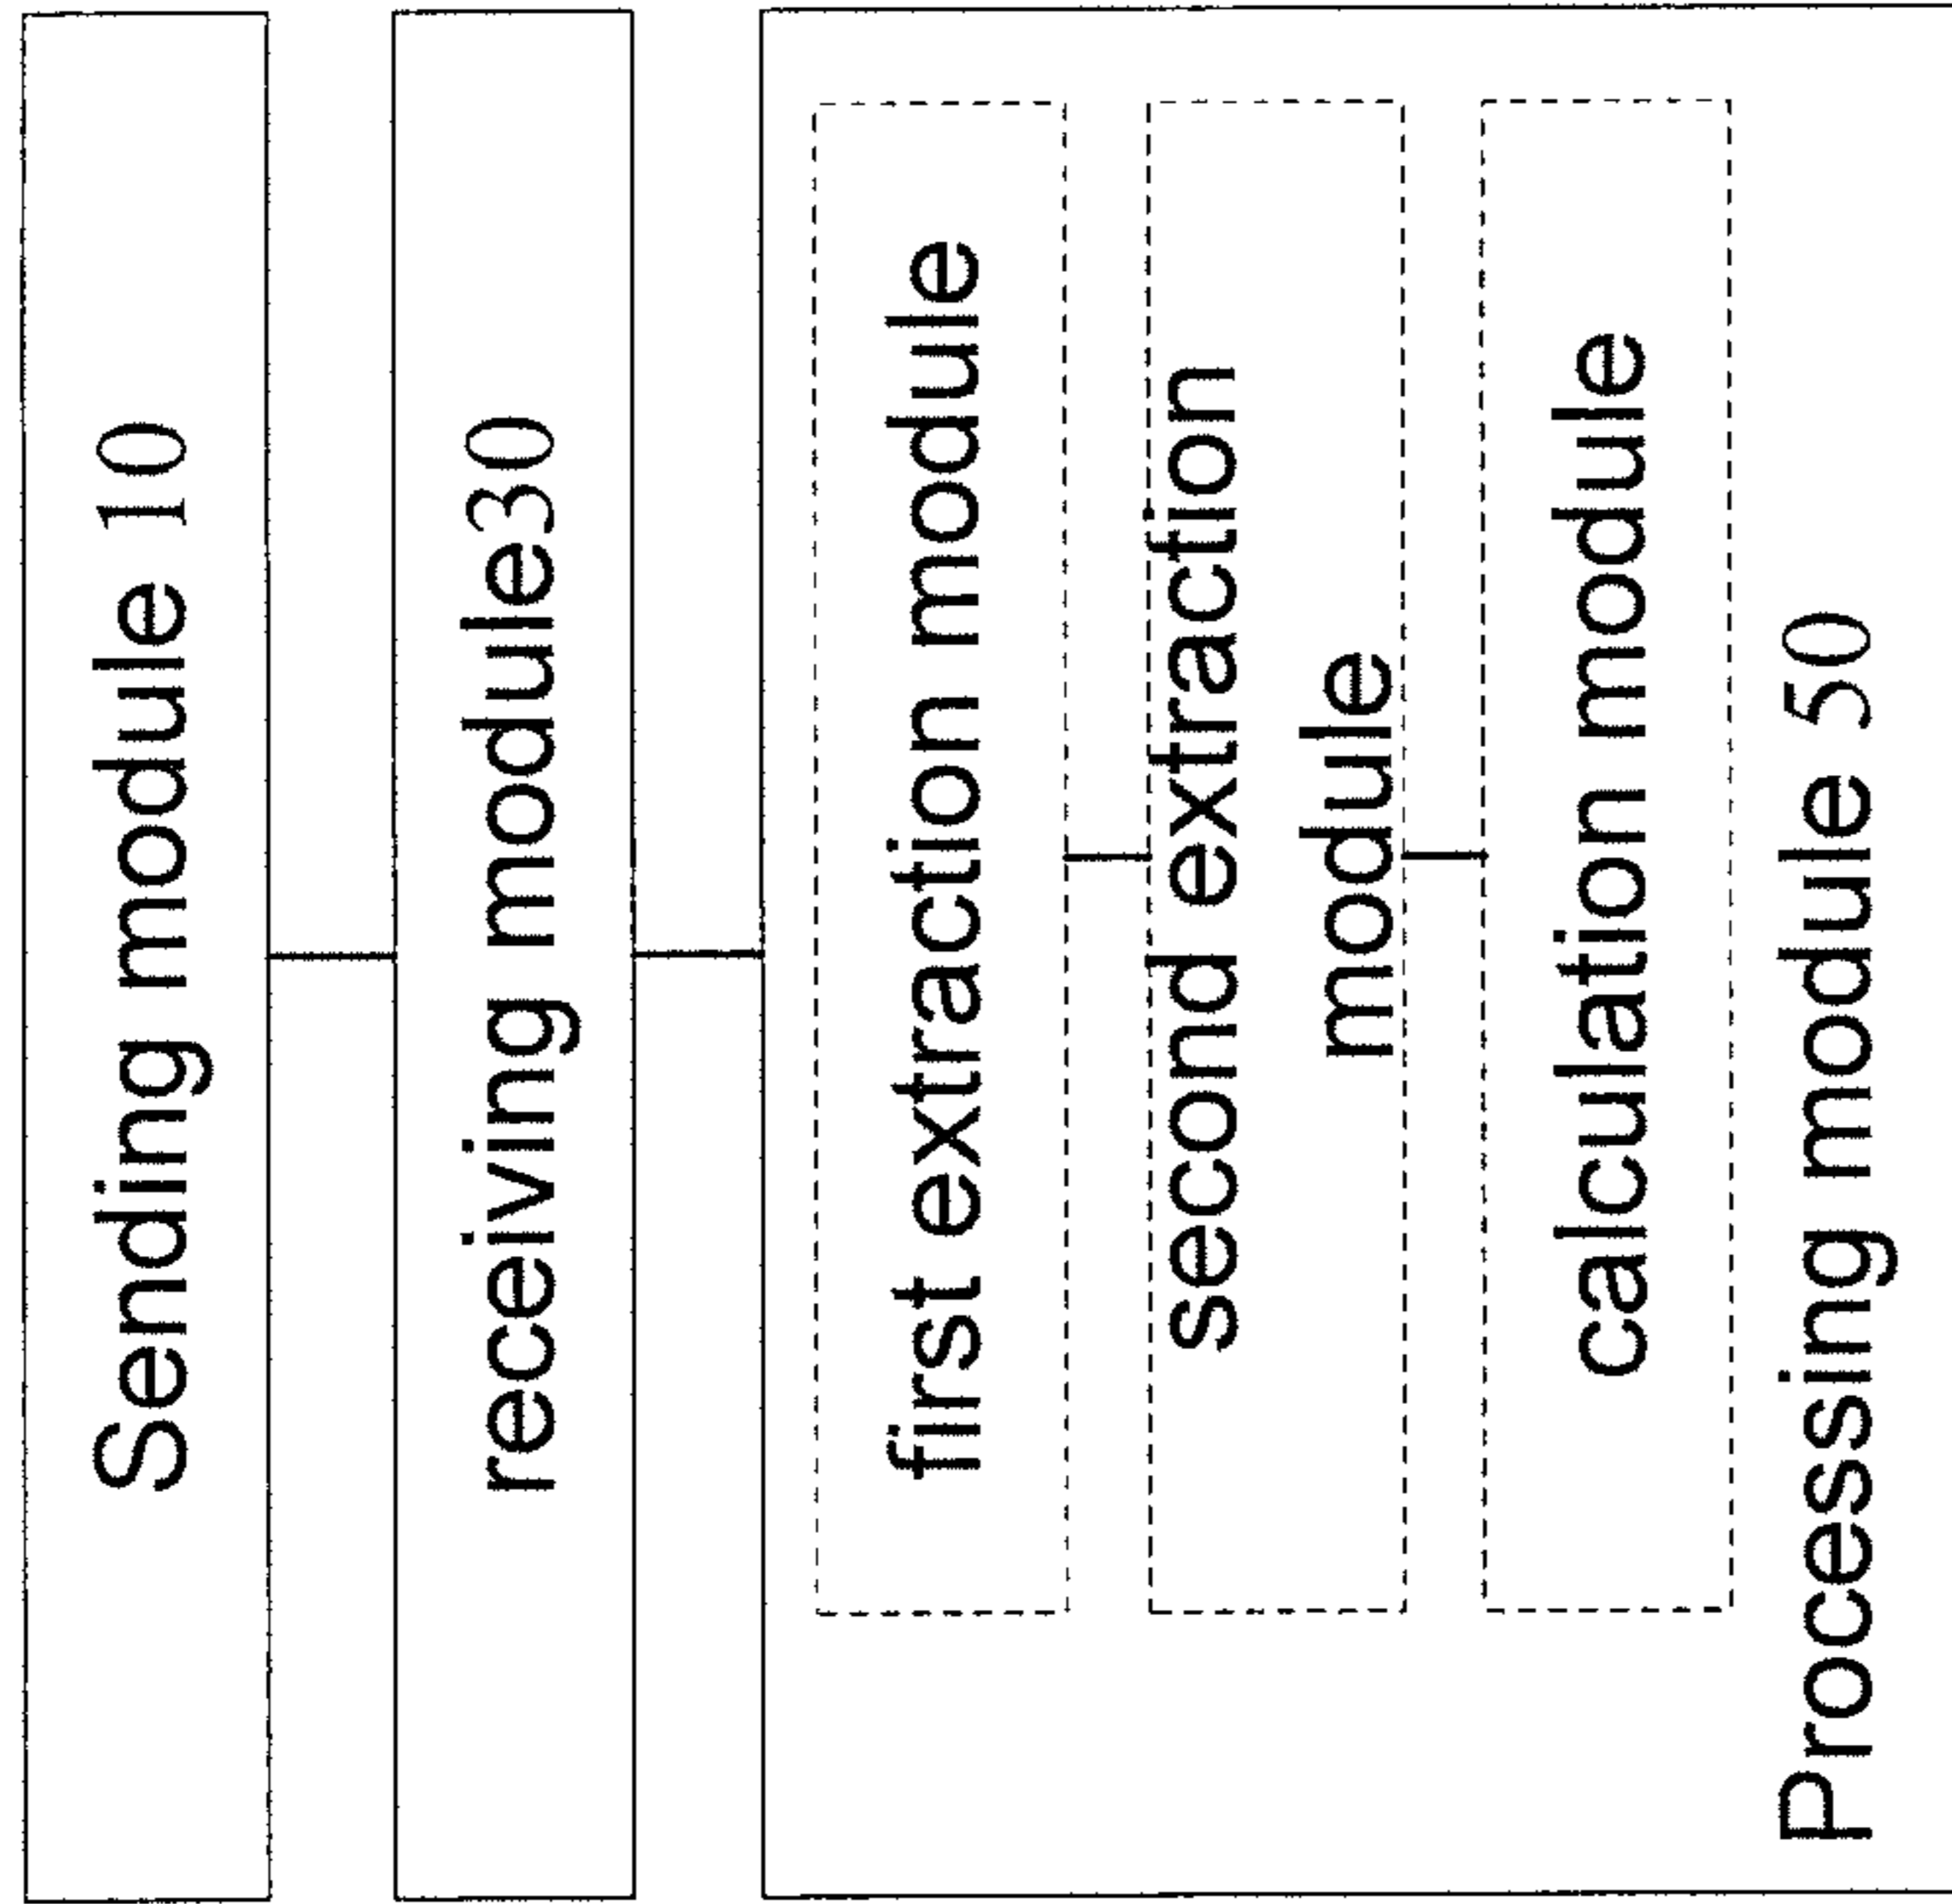 Sending module 10
receiving module30
first extraction module
second extraction
module
calculation module
Processing module 50